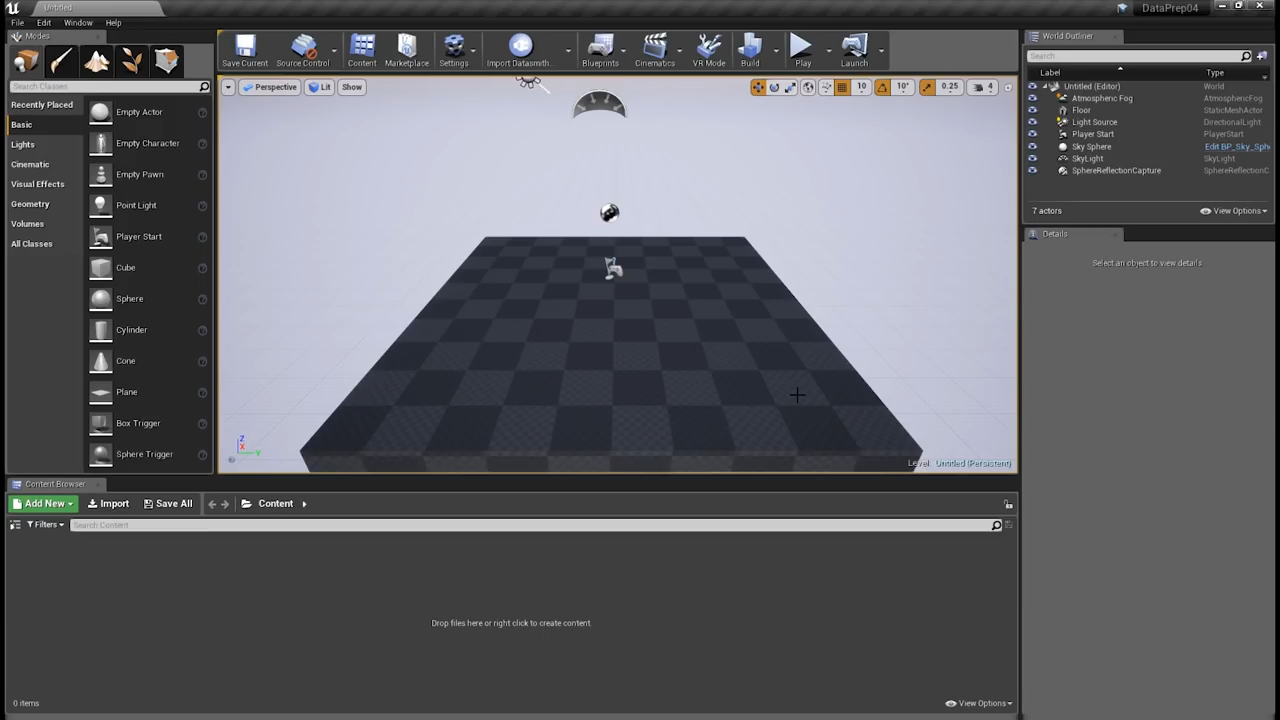 Untitled
DataPrep04
File Edit Window Help
Modes
Search Classes
Recently Placed
Basic
Lights
Cinematic
Visual Effects
Geometry
Volumes
All Classes
Empty Actor
Empty Character
Empty Pawn
Point Light
Player Start
Cube
Sphere
Cylinder
Cone
Plane
Box Trigger
Sphere Trigger
Save Current Source Control Content Marketplace Settings Import Datasmith... Blueprints Cinematics VR Mode Build Play Launch
Perspective Lit Show 10 10° 0.25 4
Z
X
Y
Level: Untitled (Persistent)
World Outliner
Search
Label Type
Untitled (Editor) World
Atmospheric Fog AtmosphericFog
Floor StaticMeshActor
Light Source DirectionalLight
Player Start PlayerStart
Sky Sphere Edit BP_Sky_Sph
SkyLight SkyLight
SphereReflectionCapture SphereReflectionC
7 actors View Options
Details
Select an object to view details
Content Browser
Add New Import Save All Content
Filters Search Content
Drop files here or right click to create content.
0 items View Options